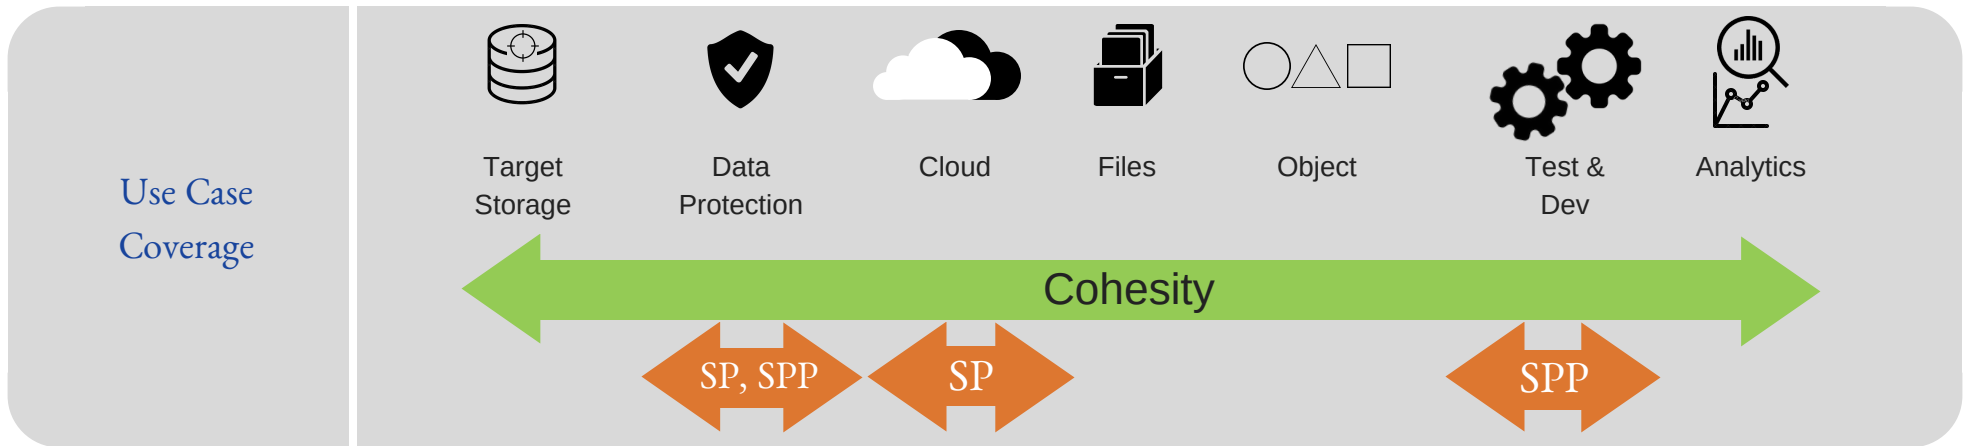 Use Case
Coverage
Target
Storage
Data
Protection
Cloud
Files
Object
Test &
Dev
Analytics
Cohesity
SP, SPP
SP
SPP